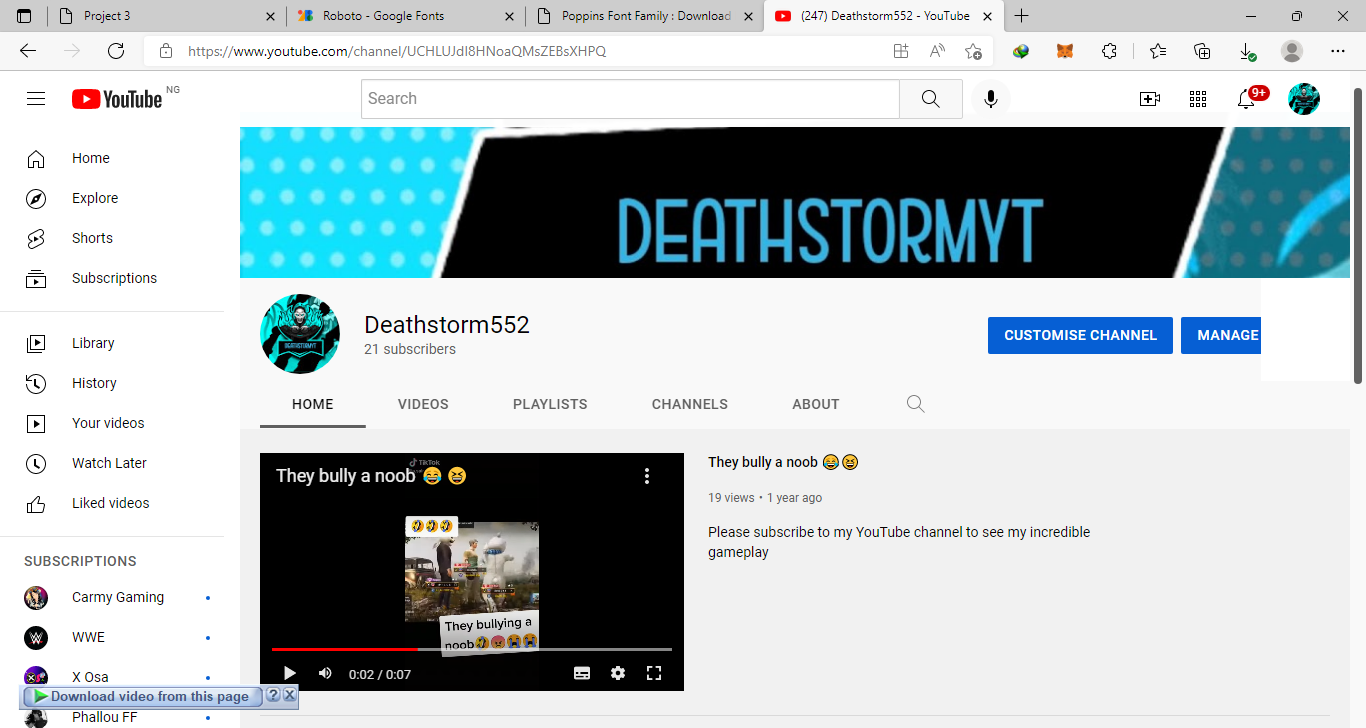 Project 3
Roboto - Google Fonts
Poppins Font Family : Download
(247) Deathstorm552 - YouTube
https://www.youtube.com/channel/UCHLUJdI8HNoaQMsZEBsXHPQ
YouTube NG
Search
9+
Home
Explore
Shorts
Subscriptions
Library
History
Your videos
Watch Later
Liked videos
SUBSCRIPTIONS
Carmy Gaming
WWE
X Osa
Phallou FF
Download video from this page
DEATHSTORMYT
DEATHSTORMYT
Deathstorm552
21 subscribers
CUSTOMISE CHANNEL
MANAGE
HOME
VIDEOS
PLAYLISTS
CHANNELS
ABOUT
TikTok
They bully a noob 😂 😆
🤣🤣🤣
They bullying a
noob🤣😡😭😭
0:02 / 0:07
They bully a noob 😂😆
19 views • 1 year ago
Please subscribe to my YouTube channel to see my incredible
gameplay